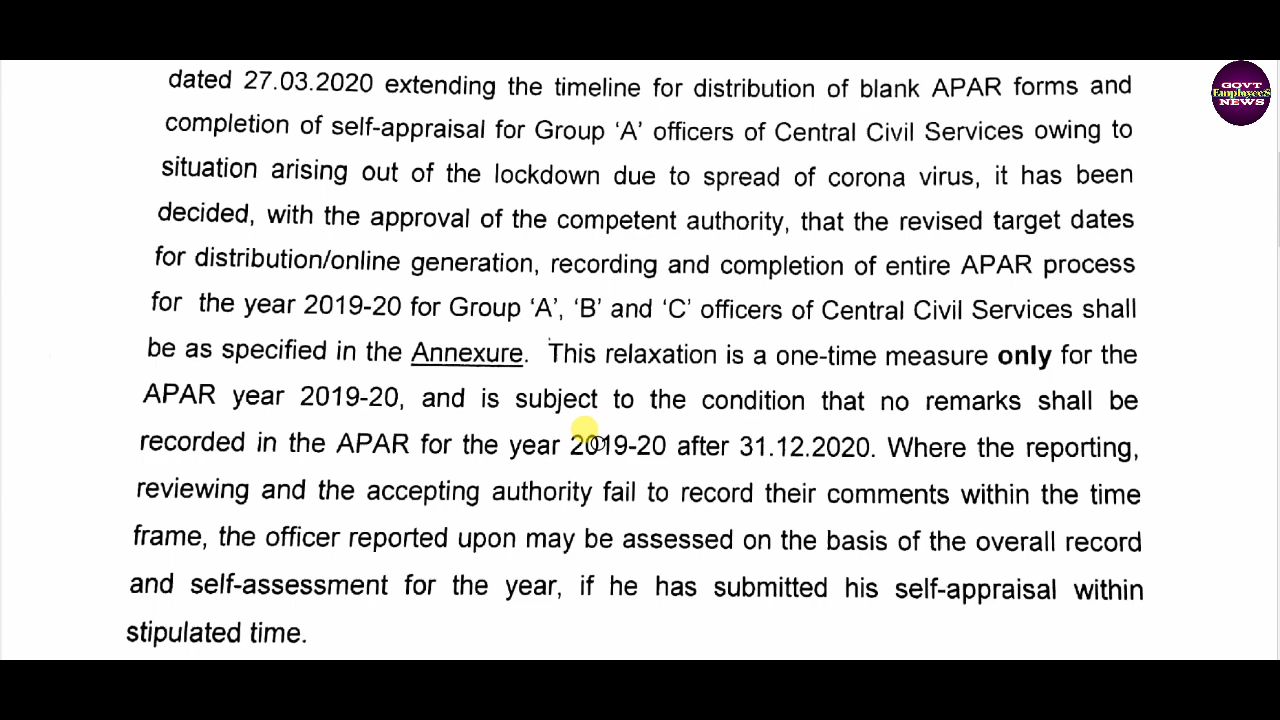 GOVT
EmployeeS
NEWS
dated 27.03.2020 extending the timeline for distribution of blank APAR forms and
completion of self-appraisal for Group ‘A’ officers of Central Civil Services owing to
situation arising out of the lockdown due to spread of corona virus, it has been
decided, with the approval of the competent authority, that the revised target dates
for distribution/online generation, recording and completion of entire APAR process
for the year 2019-20 for Group ‘A’, ‘B’ and ‘C’ officers of Central Civil Services shall
be as specified in the Annexure. This relaxation is a one-time measure only for the
APAR year 2019-20, and is subject to the condition that no remarks shall be
recorded in the APAR for the year 2019-20 after 31.12.2020. Where the reporting,
reviewing and the accepting authority fail to record their comments within the time
frame, the officer reported upon may be assessed on the basis of the overall record
and self-assessment for the year, if he has submitted his self-appraisal within
stipulated time.